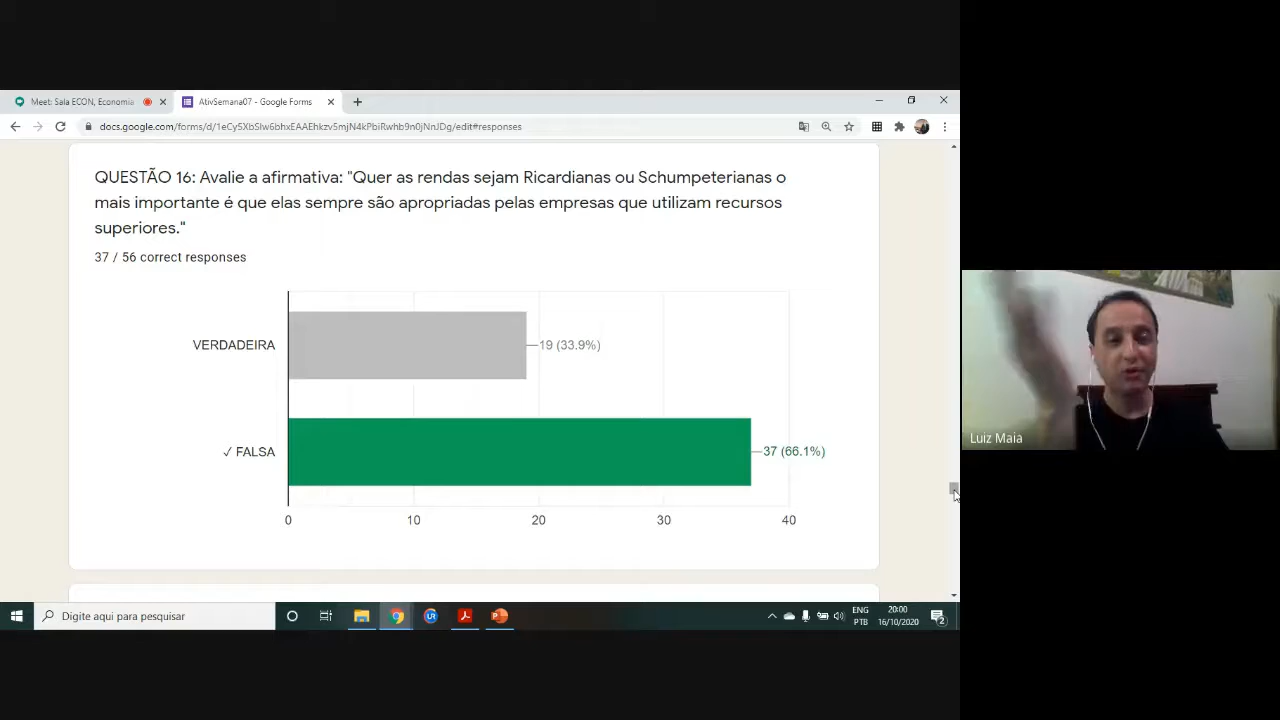 Meet: Sala ECON, Economia
AtivSemana07 - Google Forms
docs.google.com/forms/d/1eCy5XbSIw6bhxEAAEhkzv5mjN4kPbiRwhb9n0jNnJDg/edit#responses
QUESTÃO 16: Avalie a afirmativa: "Quer as rendas sejam Ricardianas ou Schumpeterianas o
mais importante é que elas sempre são apropriadas pelas empresas que utilizam recursos
superiores."
37 / 56 correct responses
VERDADEIRA
19 (33.9%)
✓ FALSA
37 (66.1%)
0 10 20 30 40
Luiz Maia
Digite aqui para pesquisar
ENG
PTB
20:00
16/10/2020
2